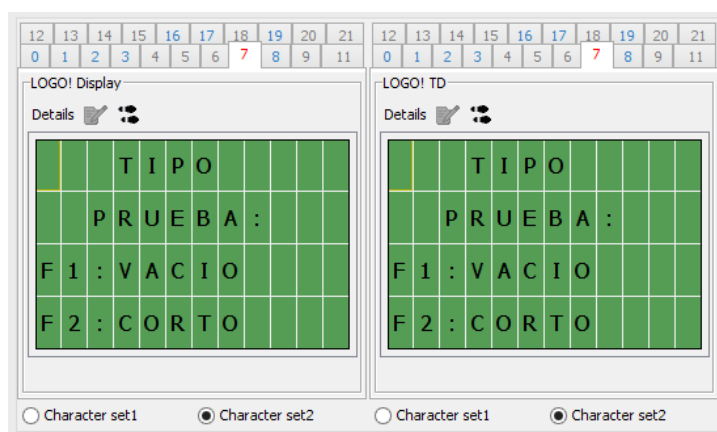 12 13 14 15 16 17 18 19 20 21
0 1 2 3 4 5 6 7 8 9 11
LOGO! Display
Details
TIPO
PRUEBA:
F1:VACIO
F2:CORTO
Character set1 Character set2
12 13 14 15 16 17 18 19 20 21
0 1 2 3 4 5 6 7 8 9 11
LOGO! TD
Details
TIPO
PRUEBA:
F1:VACIO
F2:CORTO
Character set1 Character set2